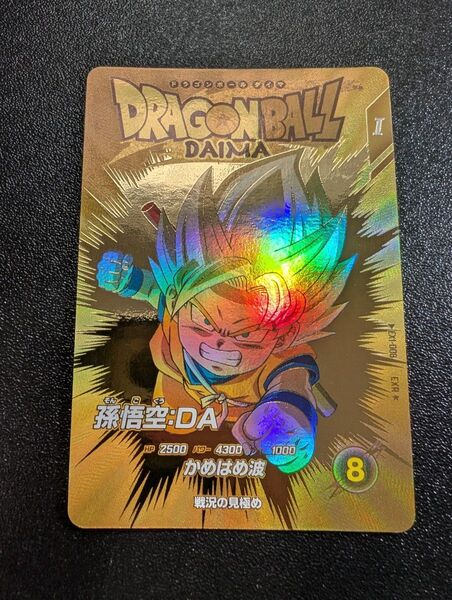 ドラゴンボール ダイマ
DRAGON BALL
DAIMA
II
EX1-080 EXR
そん ご くう
孫悟空:DA
HP 2500 パワー 4300 1000
かめはめ波
8
戦況の見極め